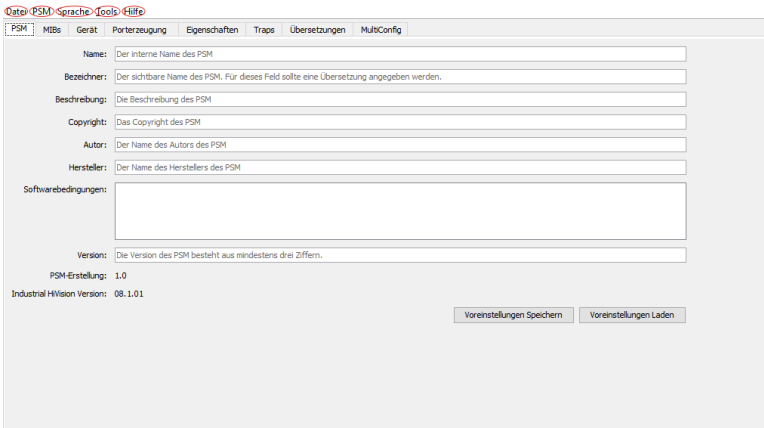 Datei PSM Sprache Tools Hilfe
PSM MIBs Gerät Porterzeugung Eigenschaften Traps Übersetzungen MultiConfig
Name: Der interne Name des PSM
Bezeichner: Der sichtbare Name des PSM. Für dieses Feld sollte eine Übersetzung angegeben werden.
Beschreibung: Die Beschreibung des PSM
Copyright: Das Copyright des PSM
Autor: Der Name des Autors des PSM
Hersteller: Der Name des Herstellers des PSM
Softwarebedingungen:
Version: Die Version des PSM besteht aus mindestens drei Ziffern.
PSM-Erstellung: 1.0
Industrial HiVision Version: 08.1.01
Voreinstellungen Speichern Voreinstellungen Laden